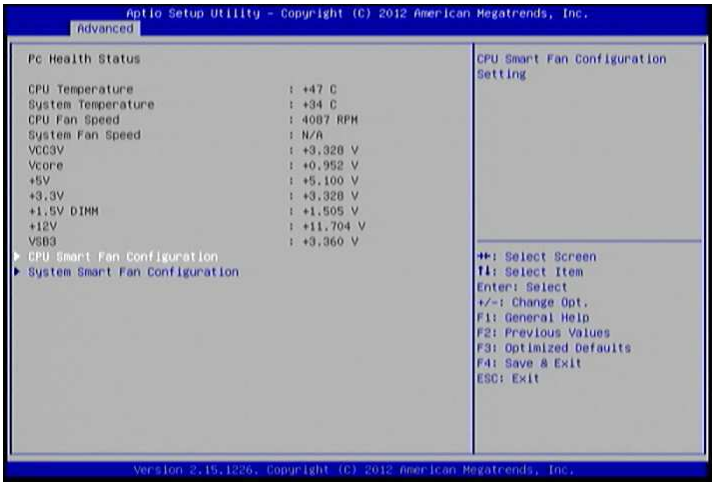 Aptio Setup Utility - Copyright (C) 2012 American Megatrends, Inc.
Advanced
Pc Health Status
CPU Temperature : +47 C
System Temperature : +34 C
CPU Fan Speed : 4087 RPM
System Fan Speed : N/A
VCC3V : +3.328 V
Vcore : +0.952 V
+5V : +5.100 V
+3.3V : +3.328 V
+1.5V DIMM : +1.505 V
+12V : +11.704 V
VSB3 : +3.360 V
CPU Smart Fan Configuration
System Smart Fan Configuration
CPU Smart Fan Configuration
Setting
→←: Select Screen
↑↓: Select Item
Enter: Select
+/-: Change Opt.
F1: General Help
F2: Previous Values
F3: Optimized Defaults
F4: Save & Exit
ESC: Exit
Version 2.15.1226. Copyright (C) 2012 American Megatrends, Inc.